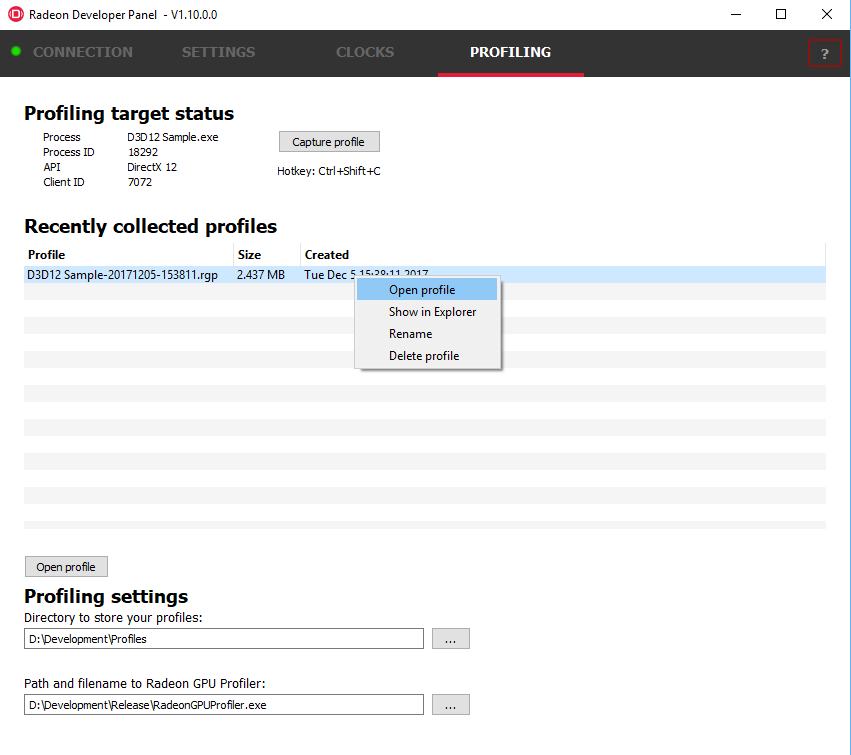 Radeon Developer Panel - V1.10.0.0
CONNECTION SETTINGS CLOCKS PROFILING ?
Profiling target status
Process D3D12 Sample.exe Capture profile
Process ID 18292
API DirectX 12 Hotkey: Ctrl+Shift+C
Client ID 7072
Recently collected profiles
Profile Size Created
D3D12 Sample-20171205-153811.rgp 2.437 MB Tue Dec 5 15:38:11 2017
Open profile
Show in Explorer
Rename
Delete profile
Open profile
Profiling settings
Directory to store your profiles:
D:\Development\Profiles ...
Path and filename to Radeon GPU Profiler:
D:\Development\Release\RadeonGPUProfiler.exe ...